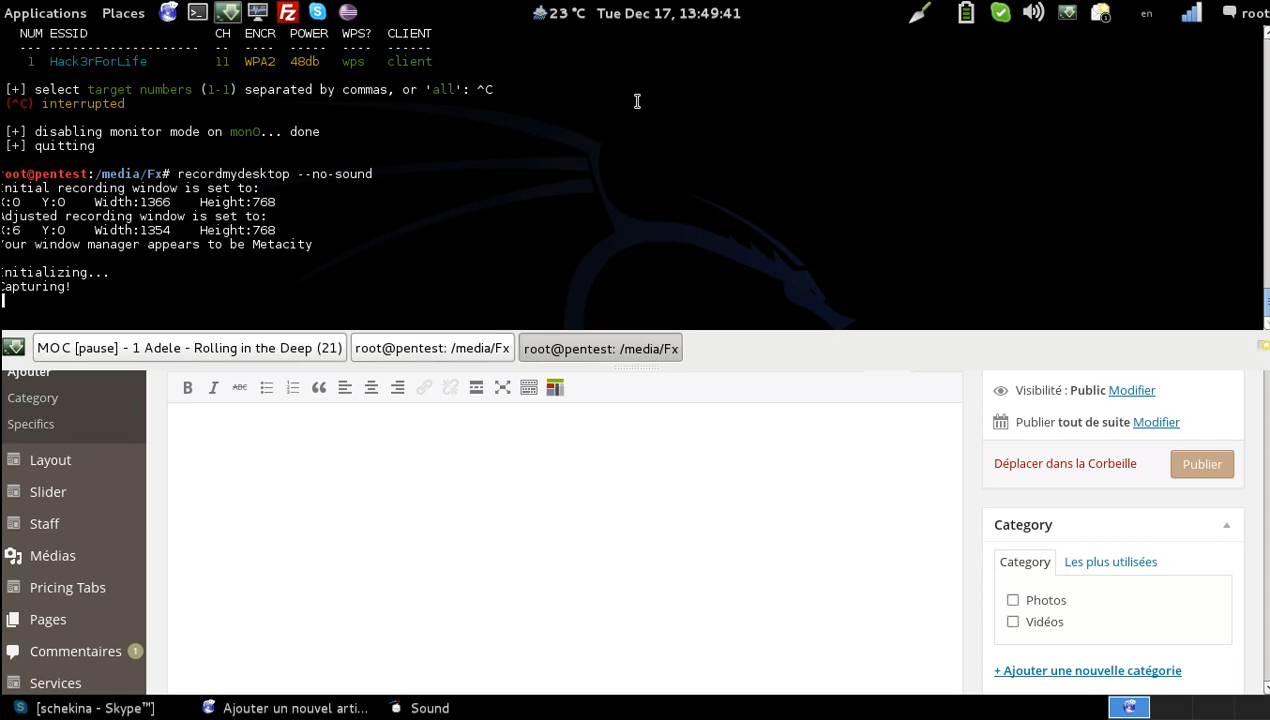 Applications Places 23 °C Tue Dec 17, 13:49:41 en root
NUM ESSID CH ENCR POWER WPS? CLIENT
--- -------------------- -- ---- ----- ---- ------
1 Hack3rForLife 11 WPA2 48db wps client
[+] select target numbers (1-1) separated by commas, or 'all': ^C
(^C) interrupted
[+] disabling monitor mode on mon0... done
[+] quitting
root@pentest:/media/Fx# recordmydesktop --no-sound
Initial recording window is set to:
X:0 Y:0 Width:1366 Height:768
Adjusted recording window is set to:
X:6 Y:0 Width:1354 Height:768
Your window manager appears to be Metacity
Initializing...
Capturing!
MOC [pause] - 1 Adele - Rolling in the Deep (21) root@pentest: /media/Fx root@pentest: /media/Fx
Ajouter
Category
Specifics
Layout
Slider
Staff
Médias
Pricing Tabs
Pages
Commentaires 1
Services
B I ABC
Visibilité : Public Modifier
Publier tout de suite Modifier
Déplacer dans la Corbeille Publier
Category
Category Les plus utilisées
Photos
Vidéos
+ Ajouter une nouvelle catégorie
[schekina - Skype™] Ajouter un nouvel arti... Sound